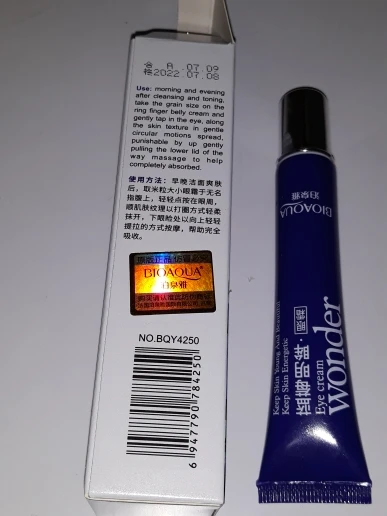 合 A.07.09
2022.07.08
Use: morning and evening
after cleansing and toning,
take the grain size on the
ring finger belly cream and
gently tap in the eye, along
the skin texture in gentle
circular motions spread,
punishable by up gently
pulling the lower lid of the
way massage to help
completely absorbed.
使用方法：早晚洁面爽肤
后，取米粒大小眼霜于无名
指腹上，轻轻点按在眼周，
顺肌肤纹理以打圈方式轻柔
抹开，下眼睑处以向上轻轻
提拉的方式按摩，帮助完全
吸收。
BIOAQUA
泊泉雅
NO.BQY4250
6 947790 784250
BIOAQUA
泊泉雅
Keep Skin Young And Beautiful
Keep Skin Energetic
Eye cream
wonder